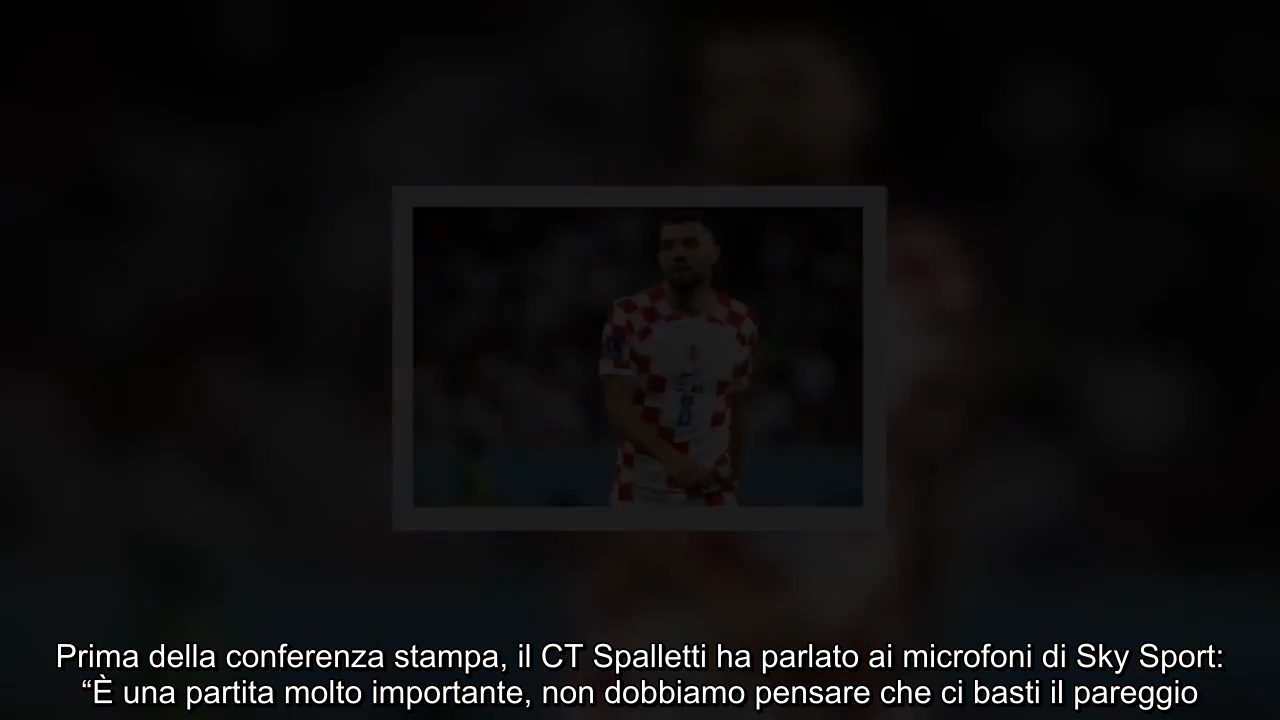 Prima della conferenza stampa, il CT Spalletti ha parlato ai microfoni di Sky Sport:
“È una partita molto importante, non dobbiamo pensare che ci basti il pareggio
8